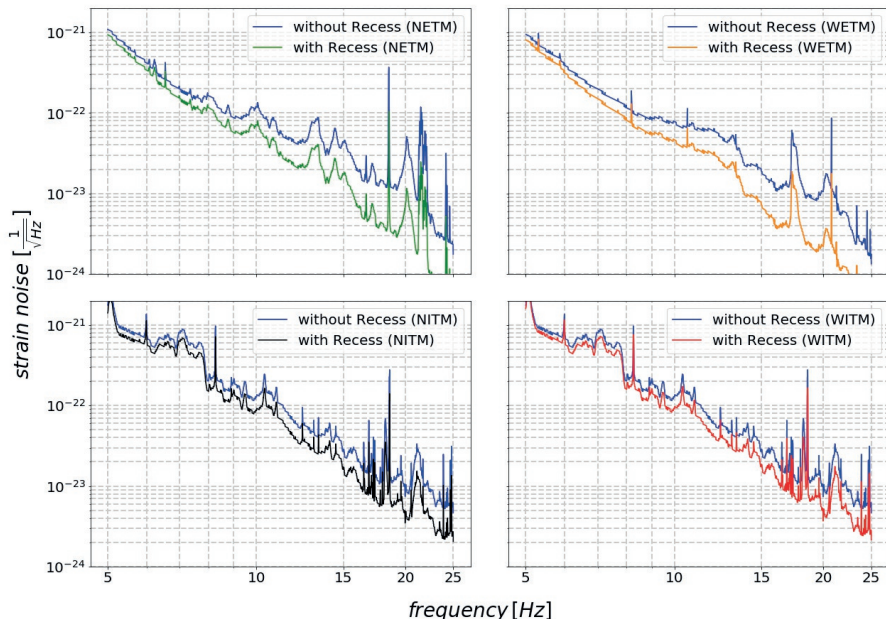 without Recess (NETM)
with Recess (NETM)
without Recess (WETM)
with Recess (WETM)
10⁻²¹
10⁻²²
10⁻²³
10⁻²⁴
5 10 15 20 25
5 10 15 20 25
without Recess (NITM)
with Recess (NITM)
without Recess (WITM)
with Recess (WITM)
10⁻²¹
10⁻²²
10⁻²³
10⁻²⁴
strain noise [1/√Hz]
frequency [Hz]